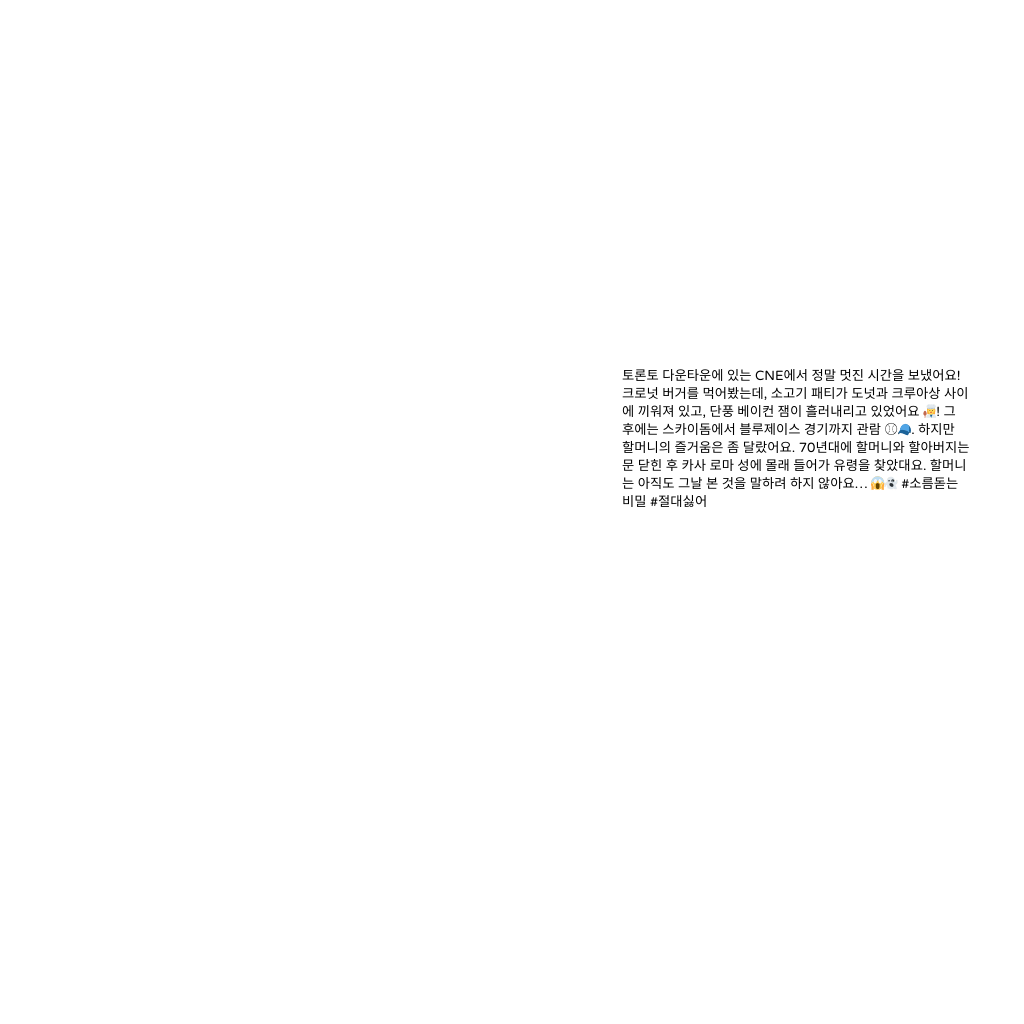 토론토 다운타운에 있는 CNE에서 정말 멋진 시간을 보냈어요!
크로넛 버거를 먹어봤는데, 소고기 패티가 도넛과 크루아상 사이
에 끼워져 있고, 단풍 베이컨 잼이 흘러내리고 있었어요 🤯! 그
후에는 스카이돔에서 블루제이스 경기까지 관람 ⚾🧢. 하지만
할머니의 즐거움은 좀 달랐어요. 70년대에 할머니와 할아버지는
문 닫힌 후 카사 로마 성에 몰래 들어가 유령을 찾았대요. 할머니
는 아직도 그날 본 것을 말하려 하지 않아요… 😱👻 #소름돋는
비밀 #절대싫어